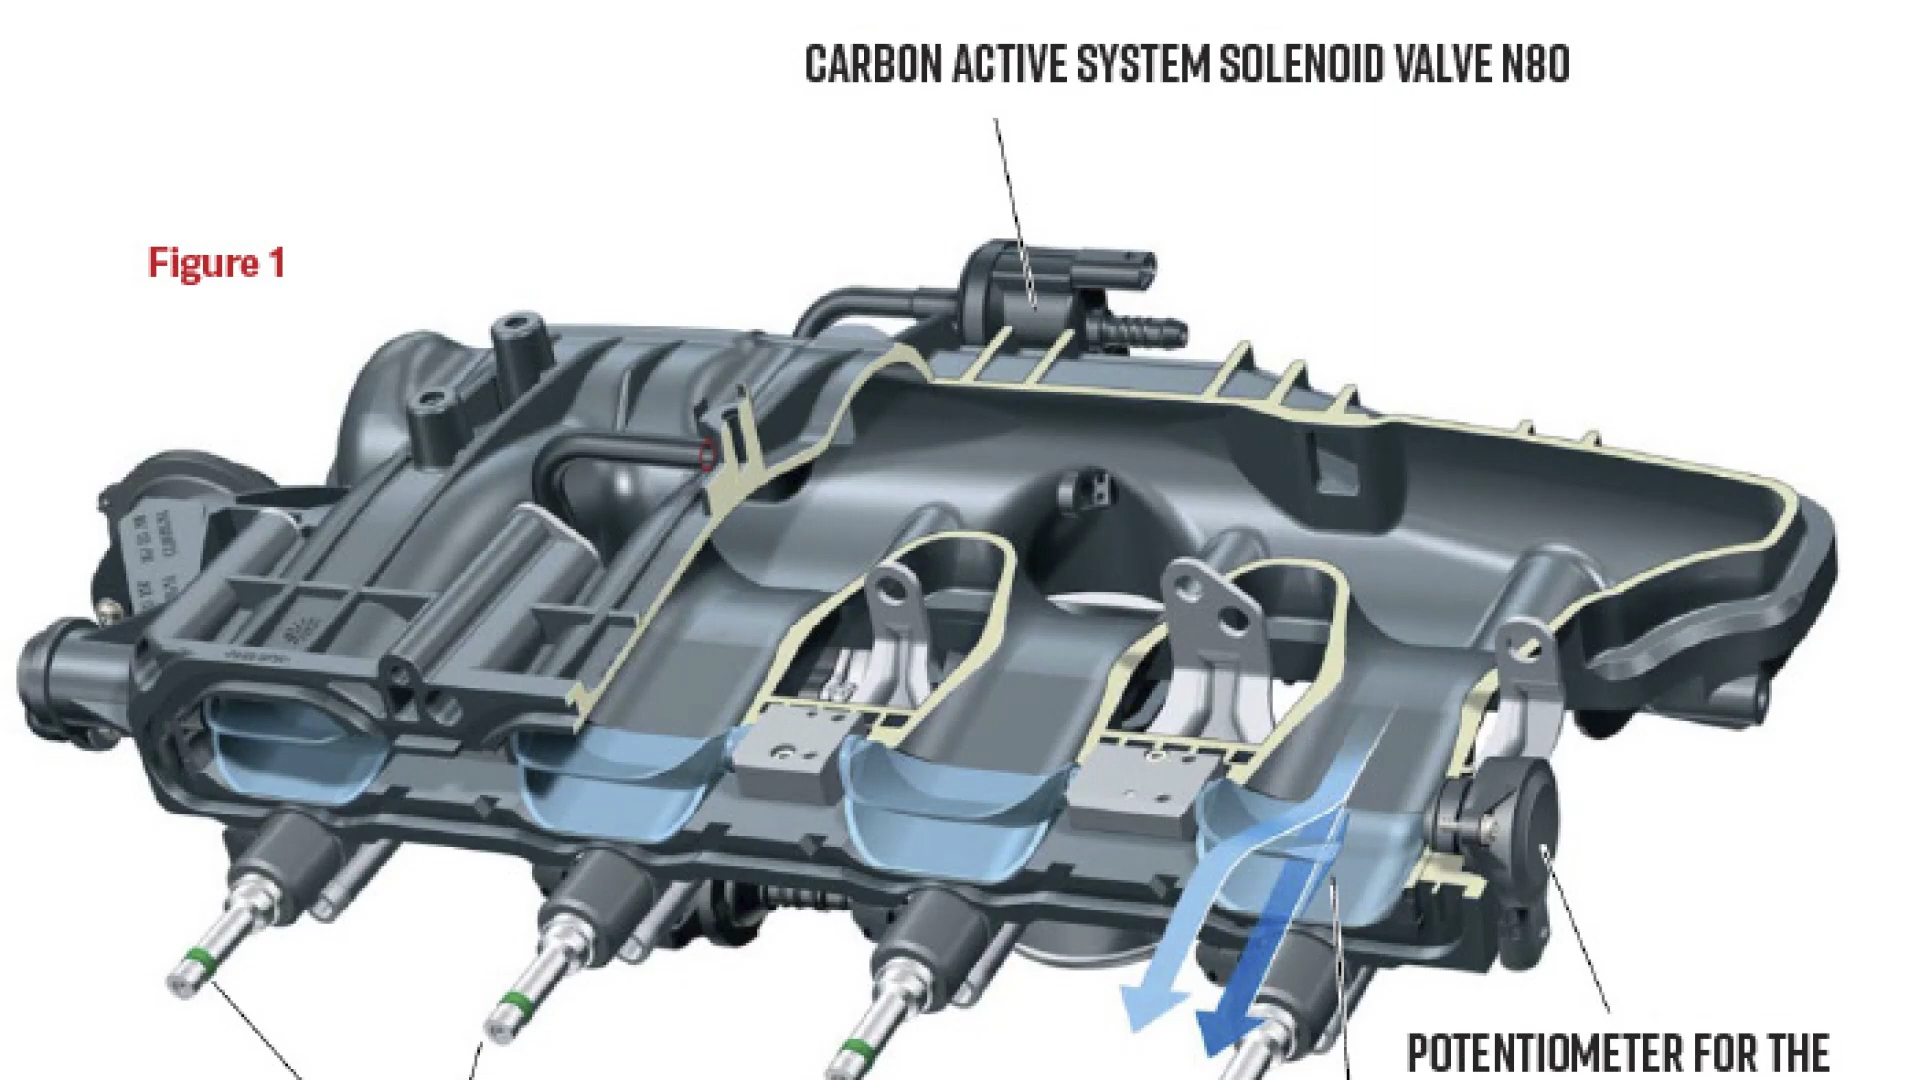 CARBON ACTIVE SYSTEM SOLENOID VALVE N80
Figure 1
POTENTIOMETER FOR THE